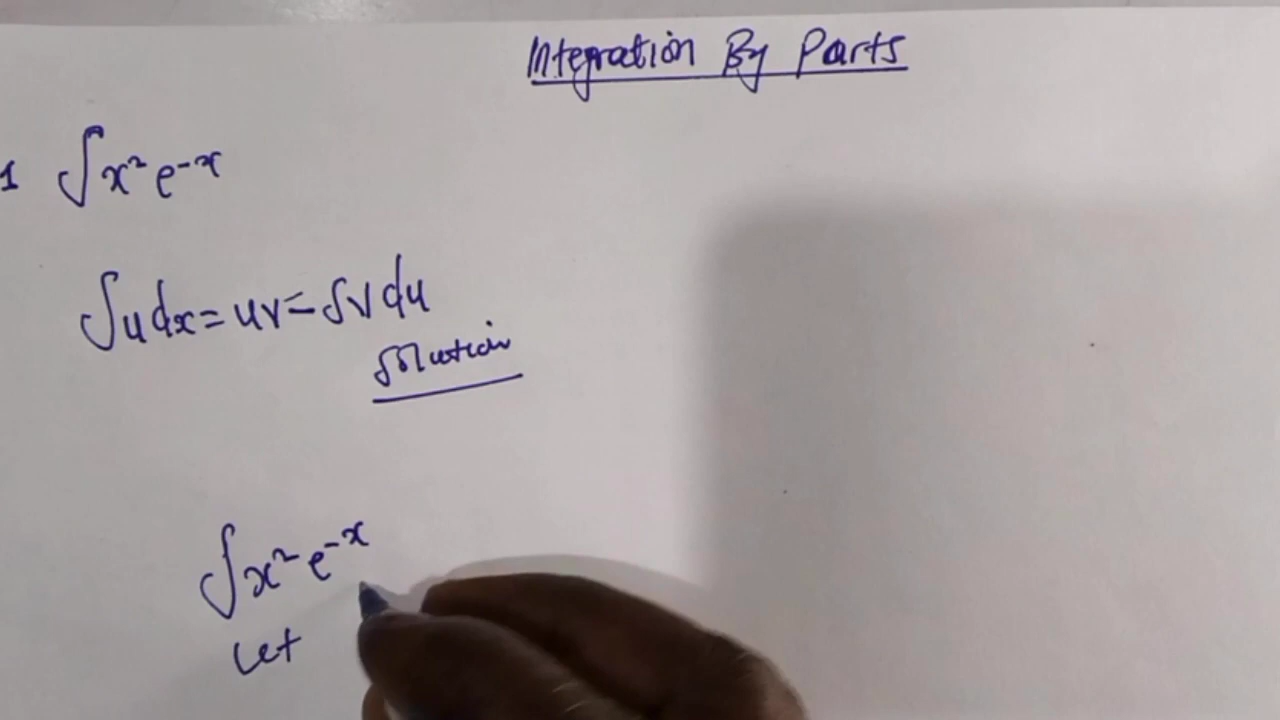 Integration By Parts
1 ∫x²e⁻ˣ
∫udx=uv-∫vdu
Solution
∫x²e⁻ˣ
Let